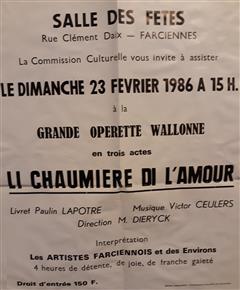 SALLE DES FETES
Rue Clément Daix — FARCIENNES
La Commission Culturelle vous invite à assister
LE DIMANCHE 23 FÉVRIER 1986 A 15 H.
à la
GRANDE OPERETTE WALLONNE
en trois actes
LI CHAUMIERE DI L'AMOUR
Livret Paulin LAPOTRE Musique Victor CEULERS
Direction M. DIERYCK
Interprétation
Les ARTISTES FARCIENNOIS et des Environs
4 heures de détente, de joie, de franche gaieté
Droit d'entrée 150 F.